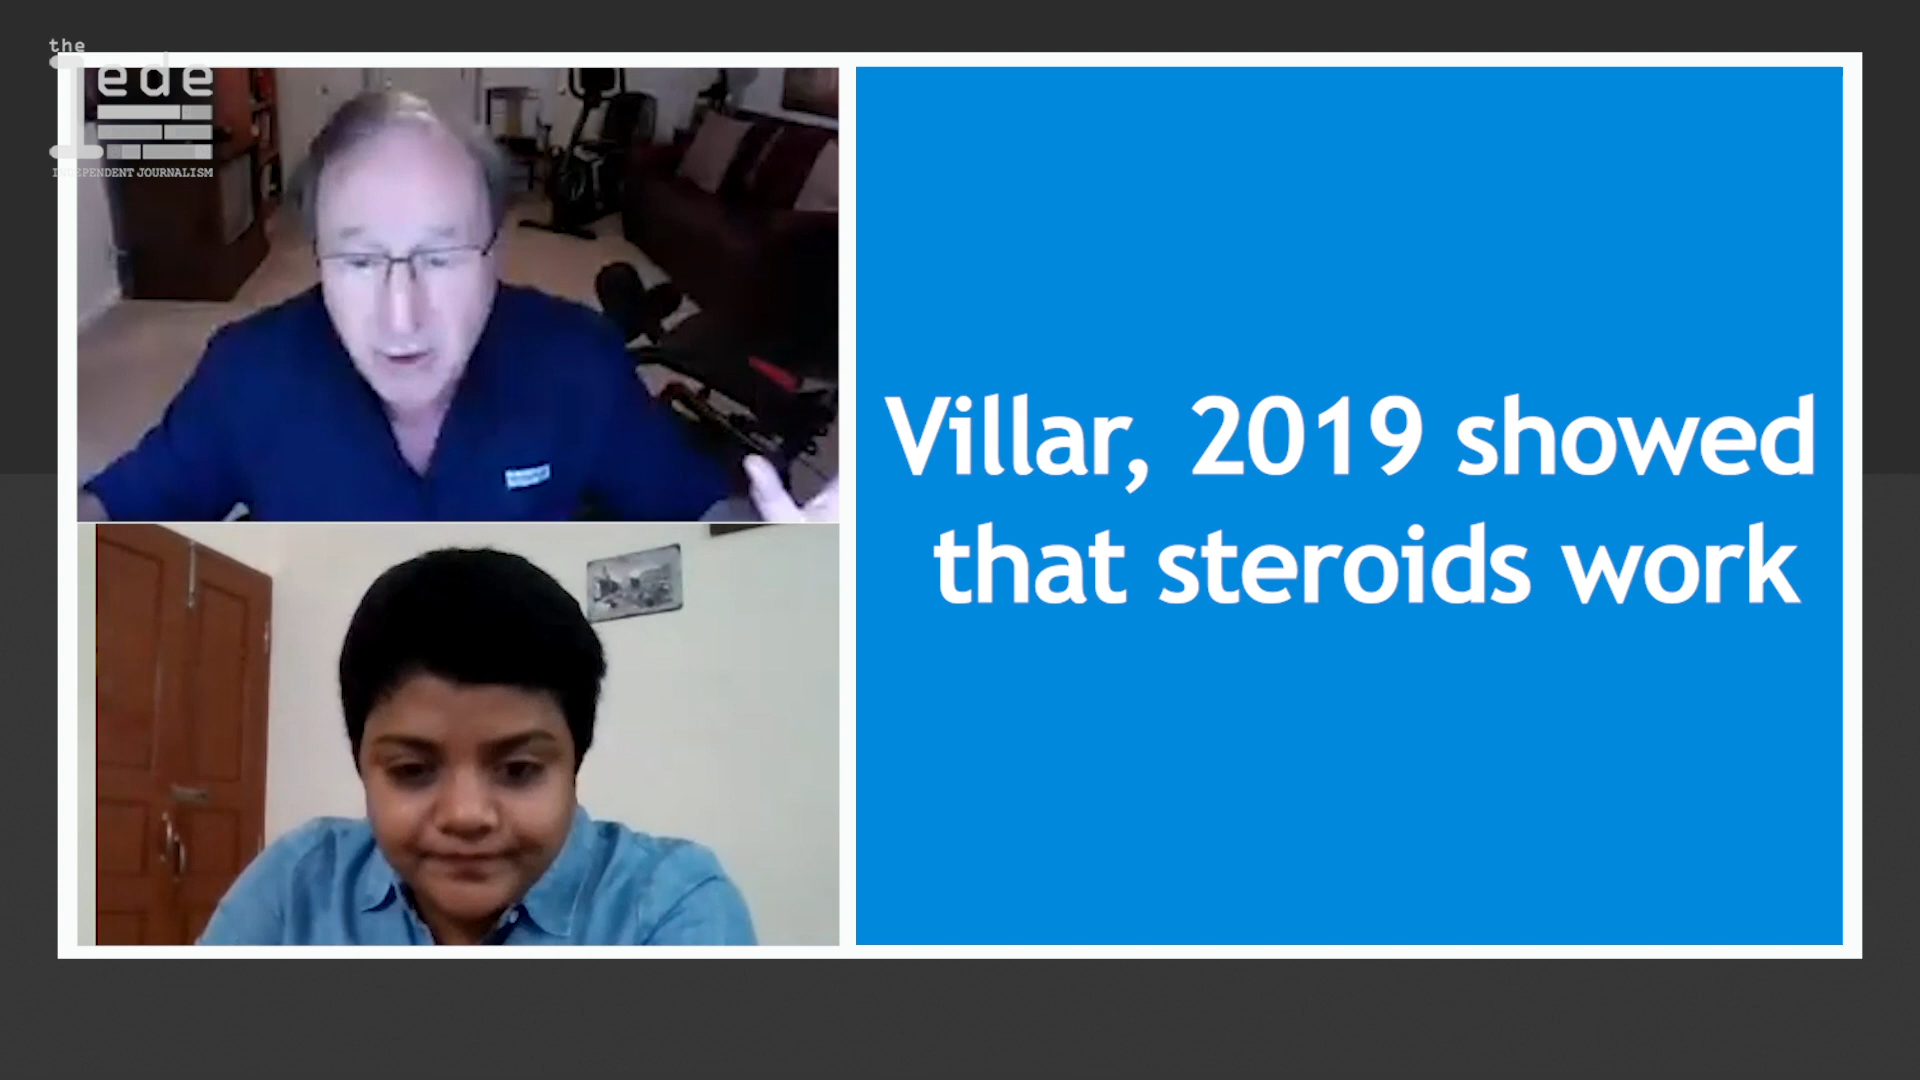 the
lede
INDEPENDENT JOURNALISM
Villar, 2019 showed
that steroids work